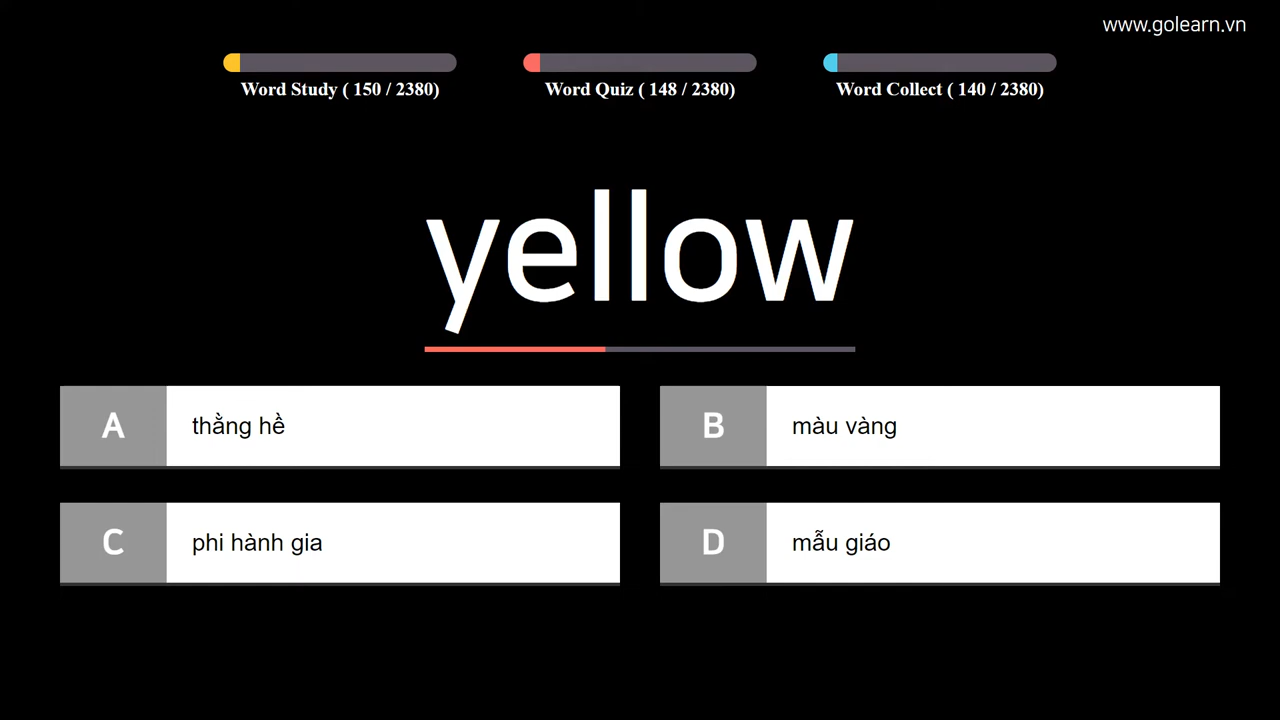 www.golearn.vn
Word Study ( 150 / 2380)
Word Quiz ( 148 / 2380)
Word Collect ( 140 / 2380)
yellow
A thằng hề
B màu vàng
C phi hành gia
D mẫu giáo